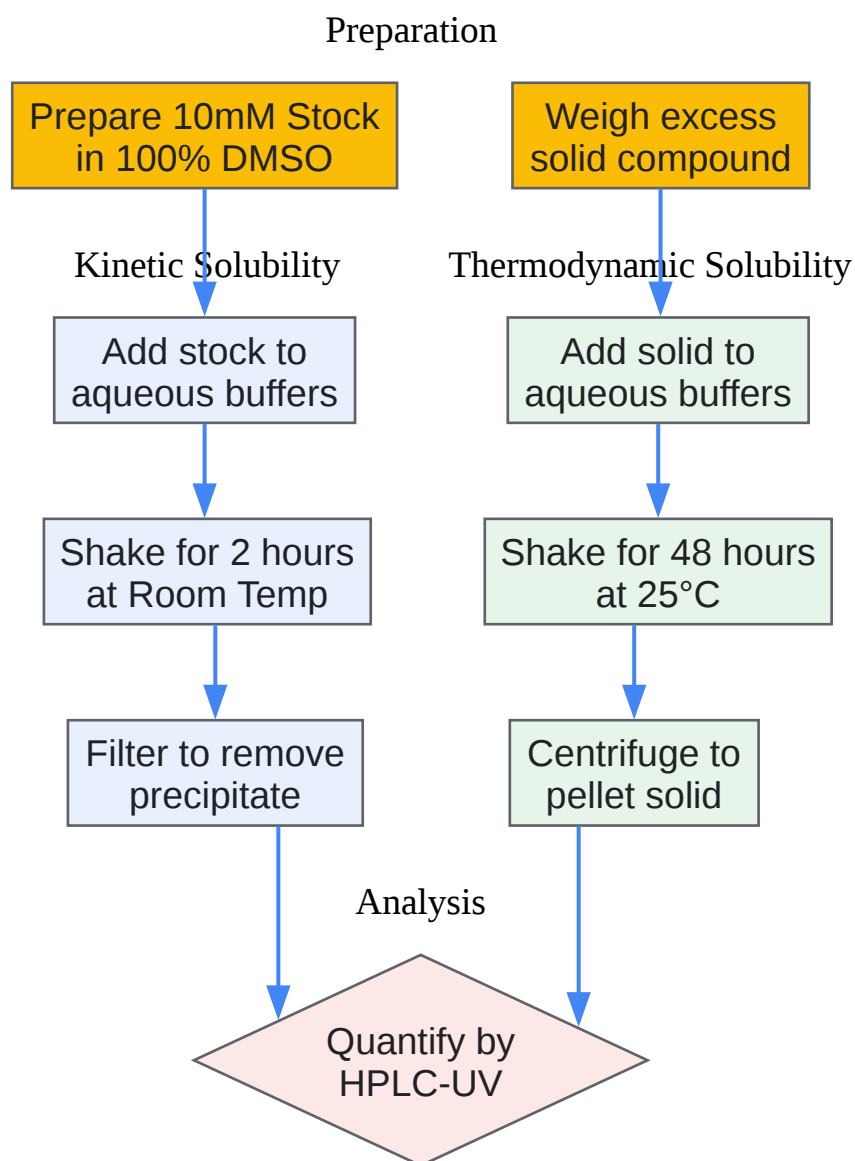 Preparation
Prepare 10mM Stock
in 100% DMSO
Weigh excess
solid compound
Kinetic Solubility
Thermodynamic Solubility
Add stock to
aqueous buffers
Add solid to
aqueous buffers
Shake for 2 hours
at Room Temp
Shake for 48 hours
at 25°C
Filter to remove
precipitate
Centrifuge to
pellet solid
Analysis
Quantify by
HPLC-UV